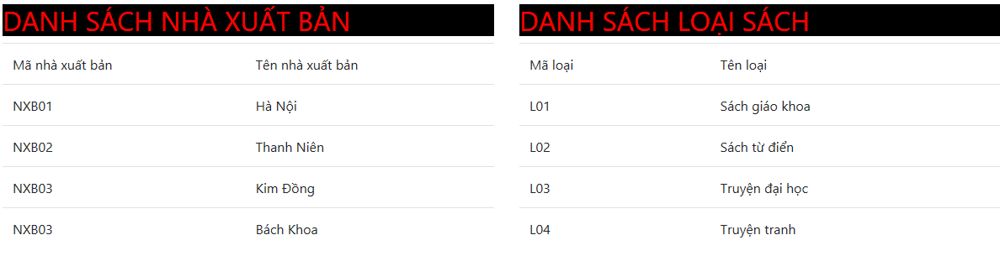 DANH SÁCH NHÀ XUẤT BẢN
Mã nhà xuất bản Tên nhà xuất bản
NXB01 Hà Nội
NXB02 Thanh Niên
NXB03 Kim Đồng
NXB03 Bách Khoa
DANH SÁCH LOẠI SÁCH
Mã loại Tên loại
L01 Sách giáo khoa
L02 Sách từ điển
L03 Truyện đại học
L04 Truyện tranh